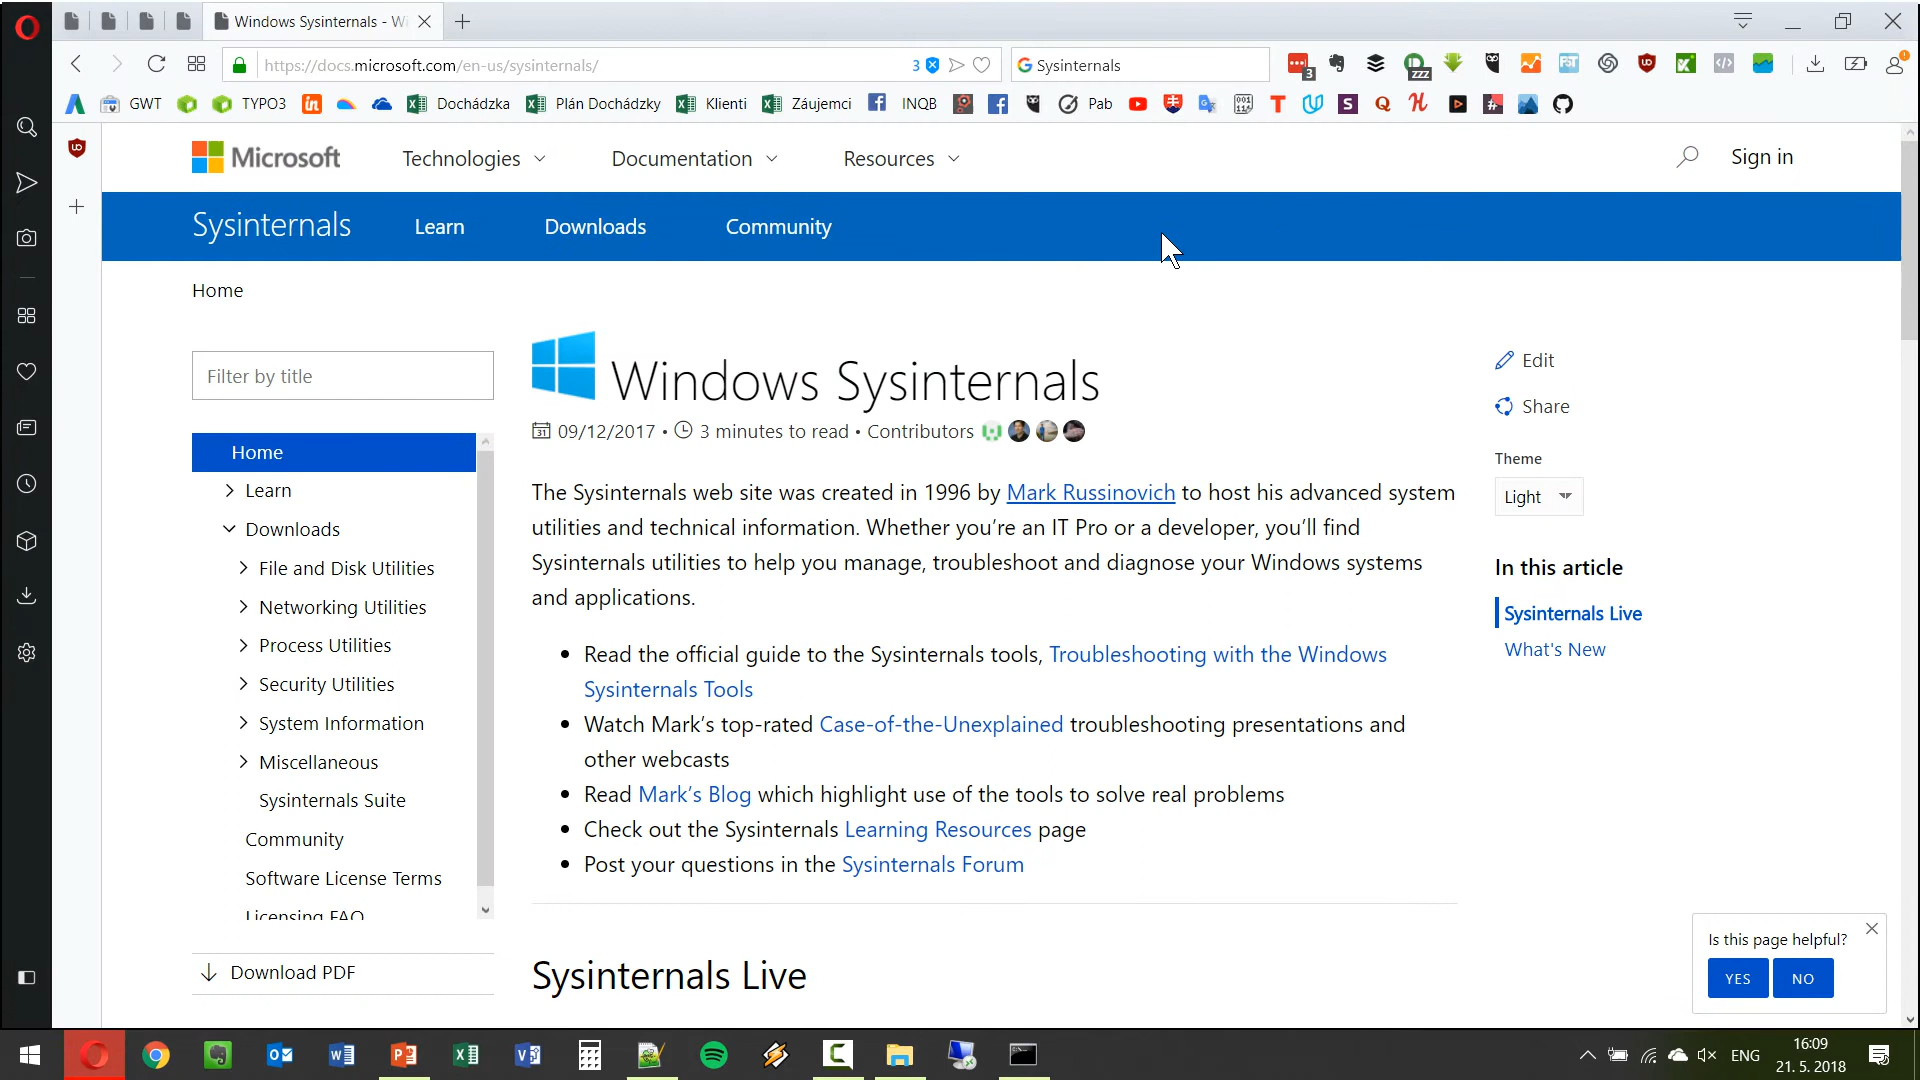 Windows Sysinternals - Wi
https://docs.microsoft.com/en-us/sysinternals/
3
Sysinternals
3
zzz
GWT
TYPO3
Dochádzka
Plán Dochádzky
Klienti
Záujemci
INQB
Pab
Microsoft
Technologies
Documentation
Resources
Sign in
Sysinternals
Learn
Downloads
Community
Home
Filter by title
Home
Learn
Downloads
File and Disk Utilities
Networking Utilities
Process Utilities
Security Utilities
System Information
Miscellaneous
Sysinternals Suite
Community
Software License Terms
Licensing FAQ
Download PDF
Windows Sysinternals
09/12/2017 • 3 minutes to read • Contributors
The Sysinternals web site was created in 1996 by Mark Russinovich to host his advanced system
utilities and technical information. Whether you’re an IT Pro or a developer, you’ll find
Sysinternals utilities to help you manage, troubleshoot and diagnose your Windows systems
and applications.
• Read the official guide to the Sysinternals tools, Troubleshooting with the Windows
Sysinternals Tools
• Watch Mark’s top-rated Case-of-the-Unexplained troubleshooting presentations and
other webcasts
• Read Mark’s Blog which highlight use of the tools to solve real problems
• Check out the Sysinternals Learning Resources page
• Post your questions in the Sysinternals Forum
Sysinternals Live
Edit
Share
Theme
Light
In this article
Sysinternals Live
What's New
Is this page helpful?
YES
NO
ENG
16:09
21. 5. 2018